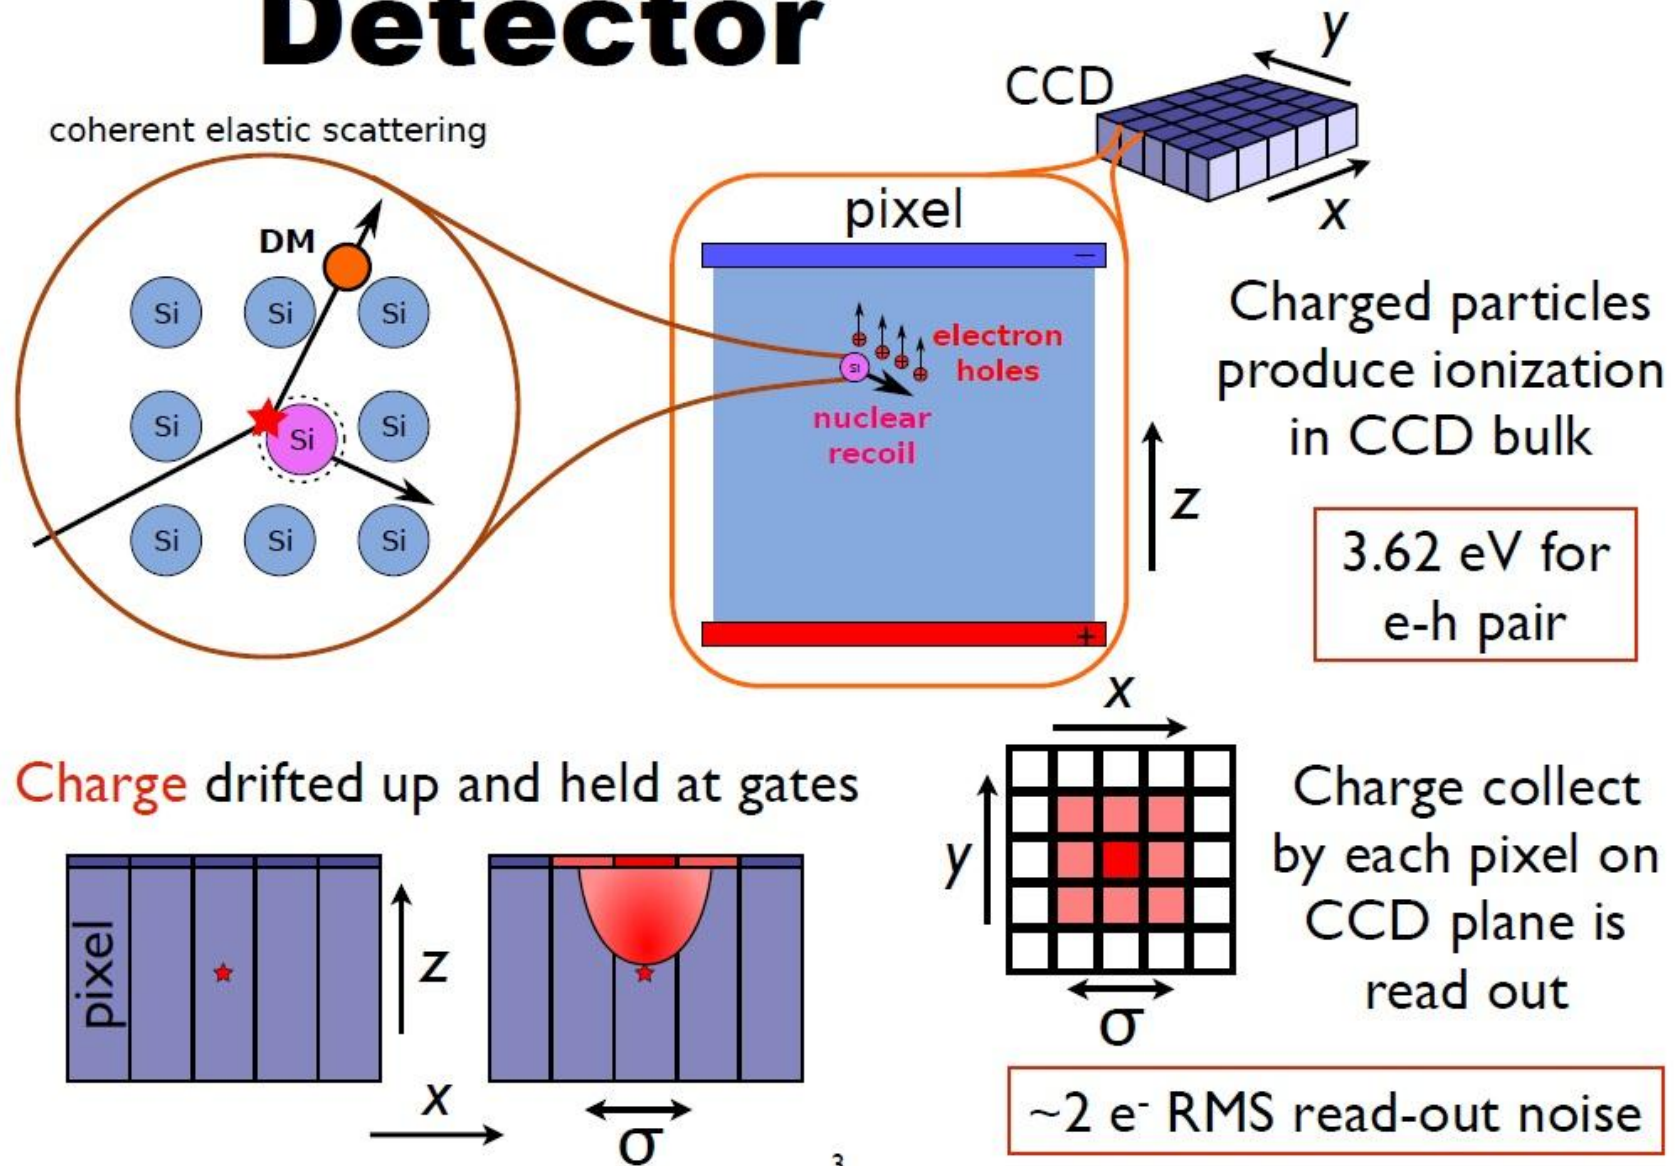 Detector
coherent elastic scattering
DM
Si Si Si
Si Si Si
Si Si Si
CCD
y
x
pixel
−
electron
holes
Si
nuclear
recoil
+
z
Charged particles
produce ionization
in CCD bulk
3.62 eV for
e-h pair
Charge drifted up and held at gates
pixel
z
x
σ
x
y
σ
Charge collect
by each pixel on
CCD plane is
read out
~2 e- RMS read-out noise
3